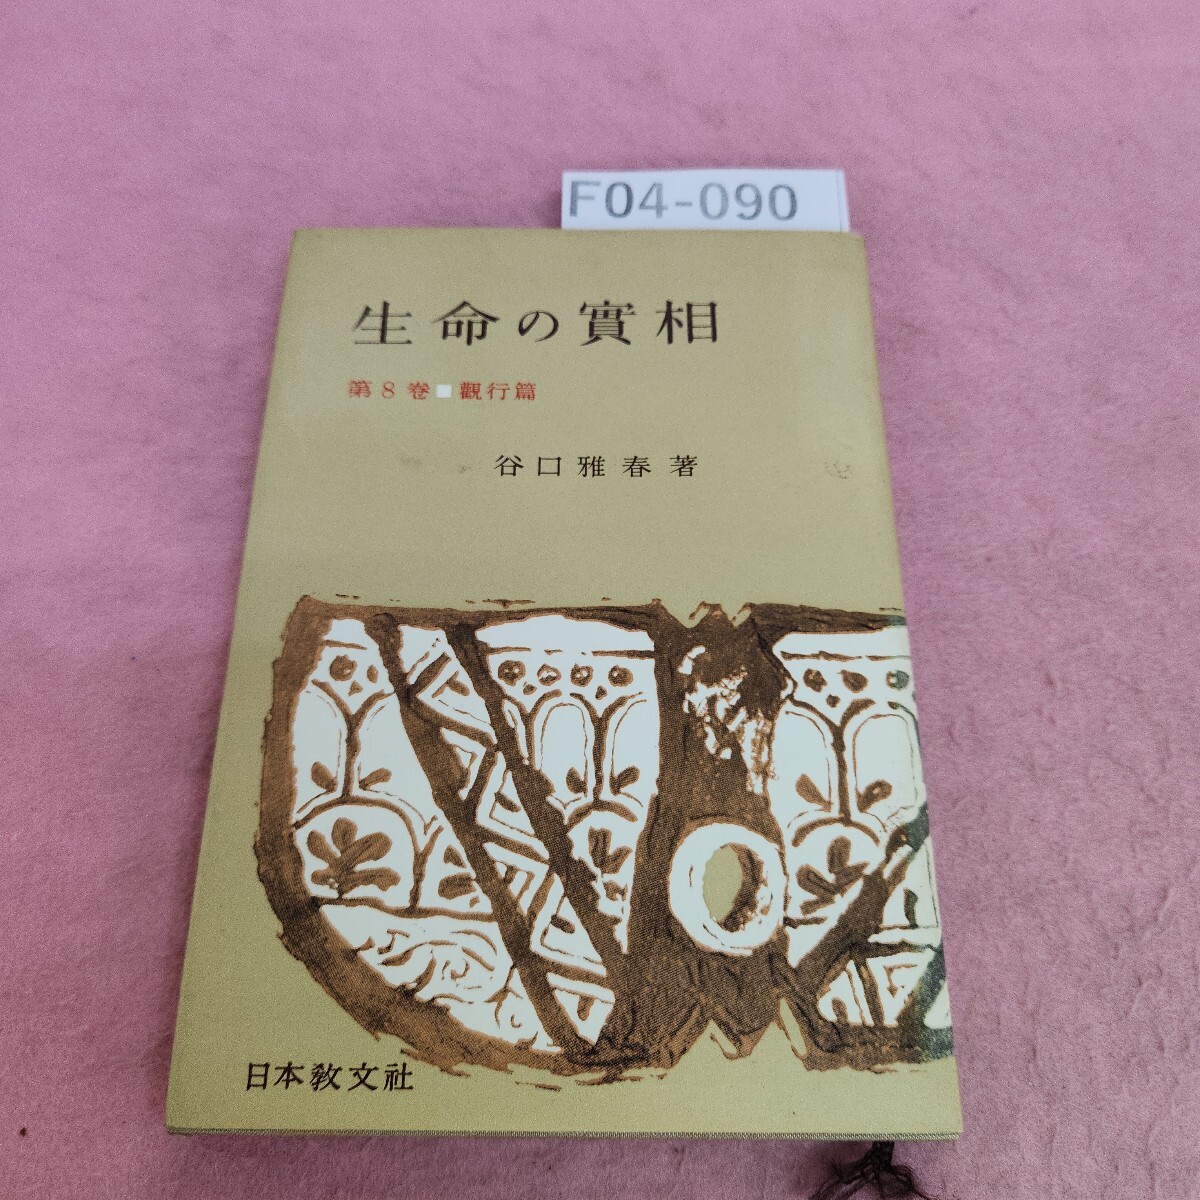 F04-090
生命の實相
第8巻■觀行篇
谷口雅春著
日本教文社